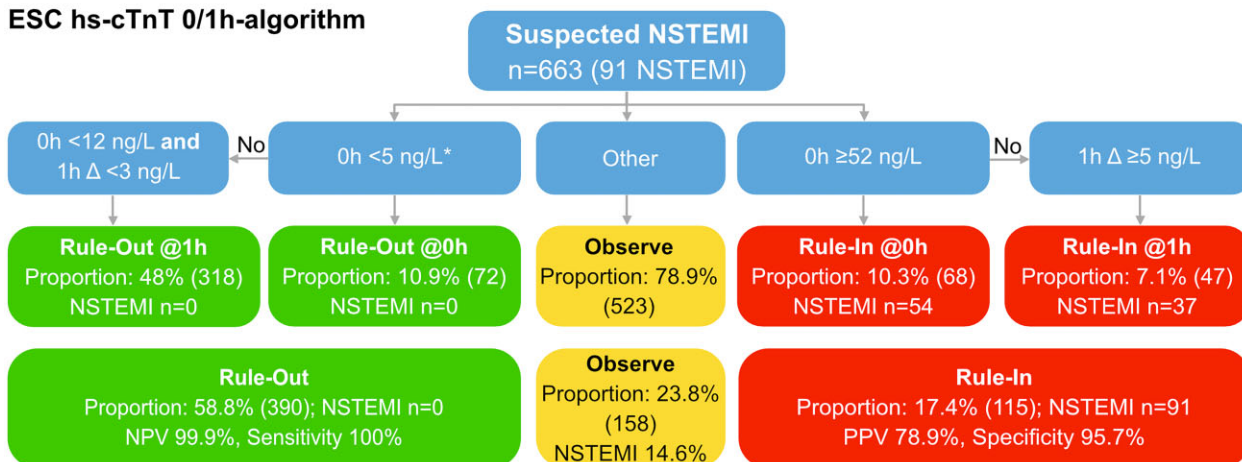 ESC hs-cTnT 0/1h-algorithm
Suspected NSTEMI
n=663 (91 NSTEMI)
0h <12 ng/L and
1h Δ <3 ng/L
No
0h <5 ng/L*
Other
0h ≥52 ng/L
No
1h Δ ≥5 ng/L
Rule-Out @1h
Proportion: 48% (318)
NSTEMI n=0
Rule-Out @0h
Proportion: 10.9% (72)
NSTEMI n=0
Observe
Proportion: 78.9%
(523)
Rule-In @0h
Proportion: 10.3% (68)
NSTEMI n=54
Rule-In @1h
Proportion: 7.1% (47)
NSTEMI n=37
Rule-Out
Proportion: 58.8% (390); NSTEMI n=0
NPV 99.9%, Sensitivity 100%
Observe
Proportion: 23.8%
(158)
NSTEMI 14.6%
Rule-In
Proportion: 17.4% (115); NSTEMI n=91
PPV 78.9%, Specificity 95.7%